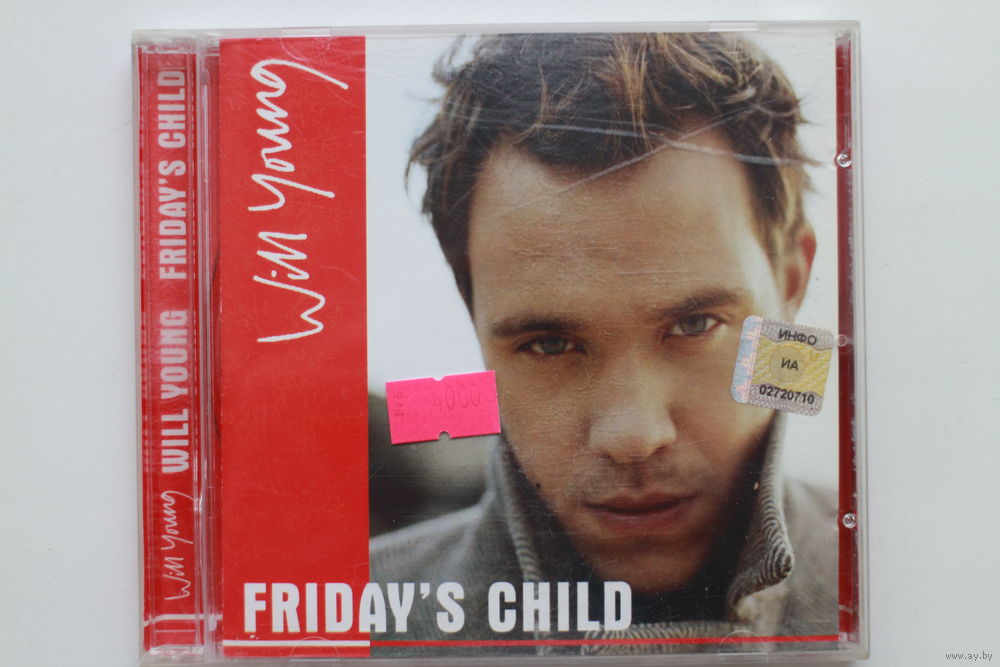 Will Young
WILL YOUNG
FRIDAY'S CHILD
Will Young
4000
ИНФО
ИА
02720710
FRIDAY'S CHILD
www.ay.by